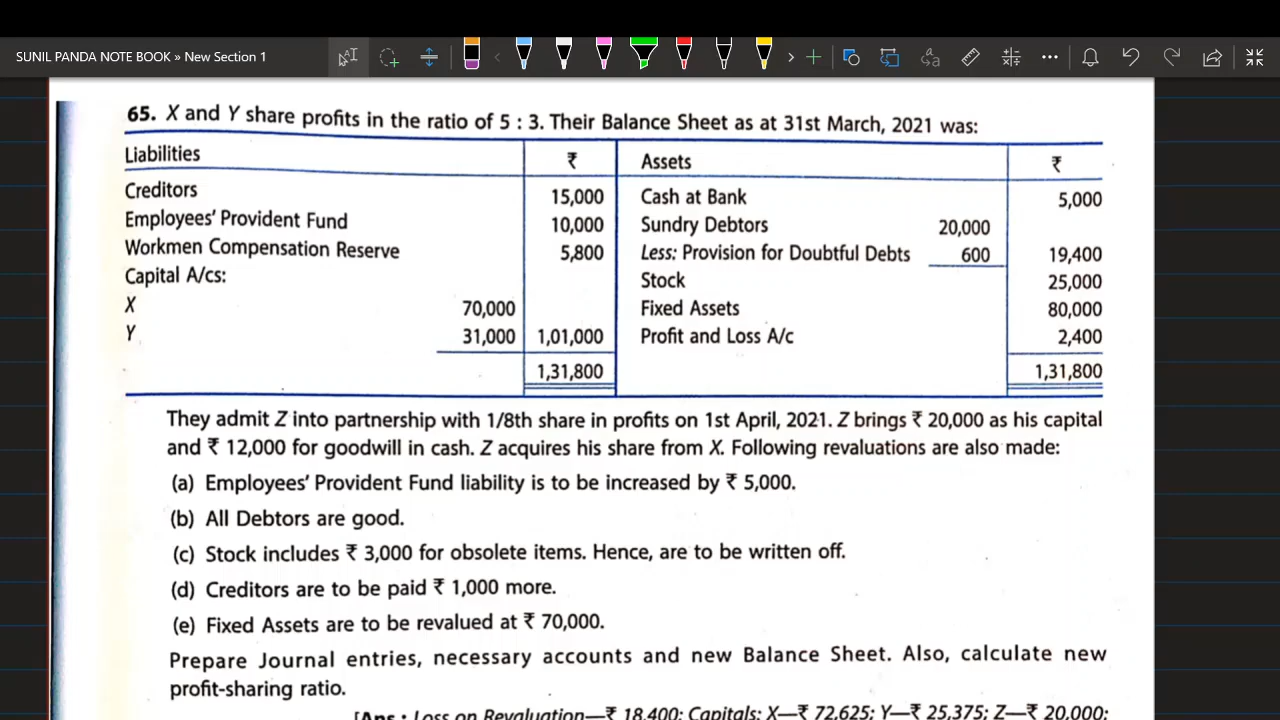 SUNIL PANDA NOTE BOOK » New Section 1
65. X and Y share profits in the ratio of 5 : 3. Their Balance Sheet as at 31st March, 2021 was:
Liabilities ₹ Assets ₹
Creditors 15,000 Cash at Bank 5,000
Employees' Provident Fund 10,000 Sundry Debtors 20,000
Workmen Compensation Reserve 5,800 Less: Provision for Doubtful Debts 600 19,400
Capital A/cs: Stock 25,000
X 70,000 Fixed Assets 80,000
Y 31,000 1,01,000 Profit and Loss A/c 2,400
1,31,800 1,31,800
They admit Z into partnership with 1/8th share in profits on 1st April, 2021. Z brings ₹ 20,000 as his capital
and ₹ 12,000 for goodwill in cash. Z acquires his share from X. Following revaluations are also made:
(a) Employees' Provident Fund liability is to be increased by ₹ 5,000.
(b) All Debtors are good.
(c) Stock includes ₹ 3,000 for obsolete items. Hence, are to be written off.
(d) Creditors are to be paid ₹ 1,000 more.
(e) Fixed Assets are to be revalued at ₹ 70,000.
Prepare Journal entries, necessary accounts and new Balance Sheet. Also, calculate new
profit-sharing ratio.
[Ans.: Loss on Revaluation—₹ 18,400; Capitals: X—₹ 72,625; Y—₹ 25,375; Z—₹ 20,000;